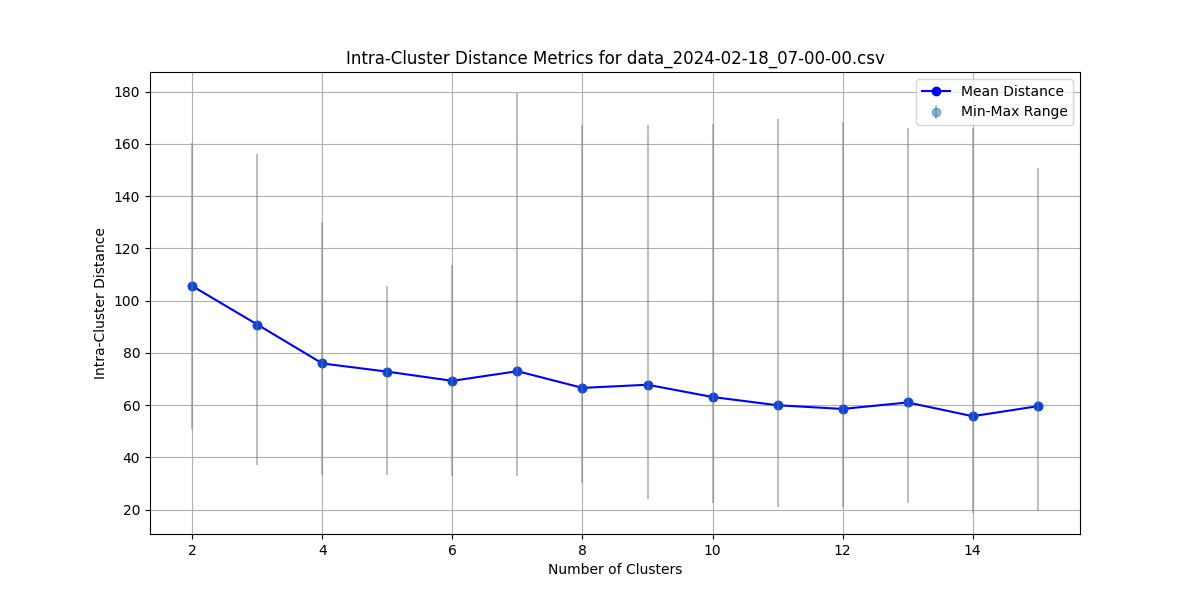 Intra-Cluster Distance Metrics for data_2024-02-18_07-00-00.csv
Mean Distance
Min-Max Range
Intra-Cluster Distance
180
160
140
120
100
80
60
40
20
2 4 6 8 10 12 14
Number of Clusters